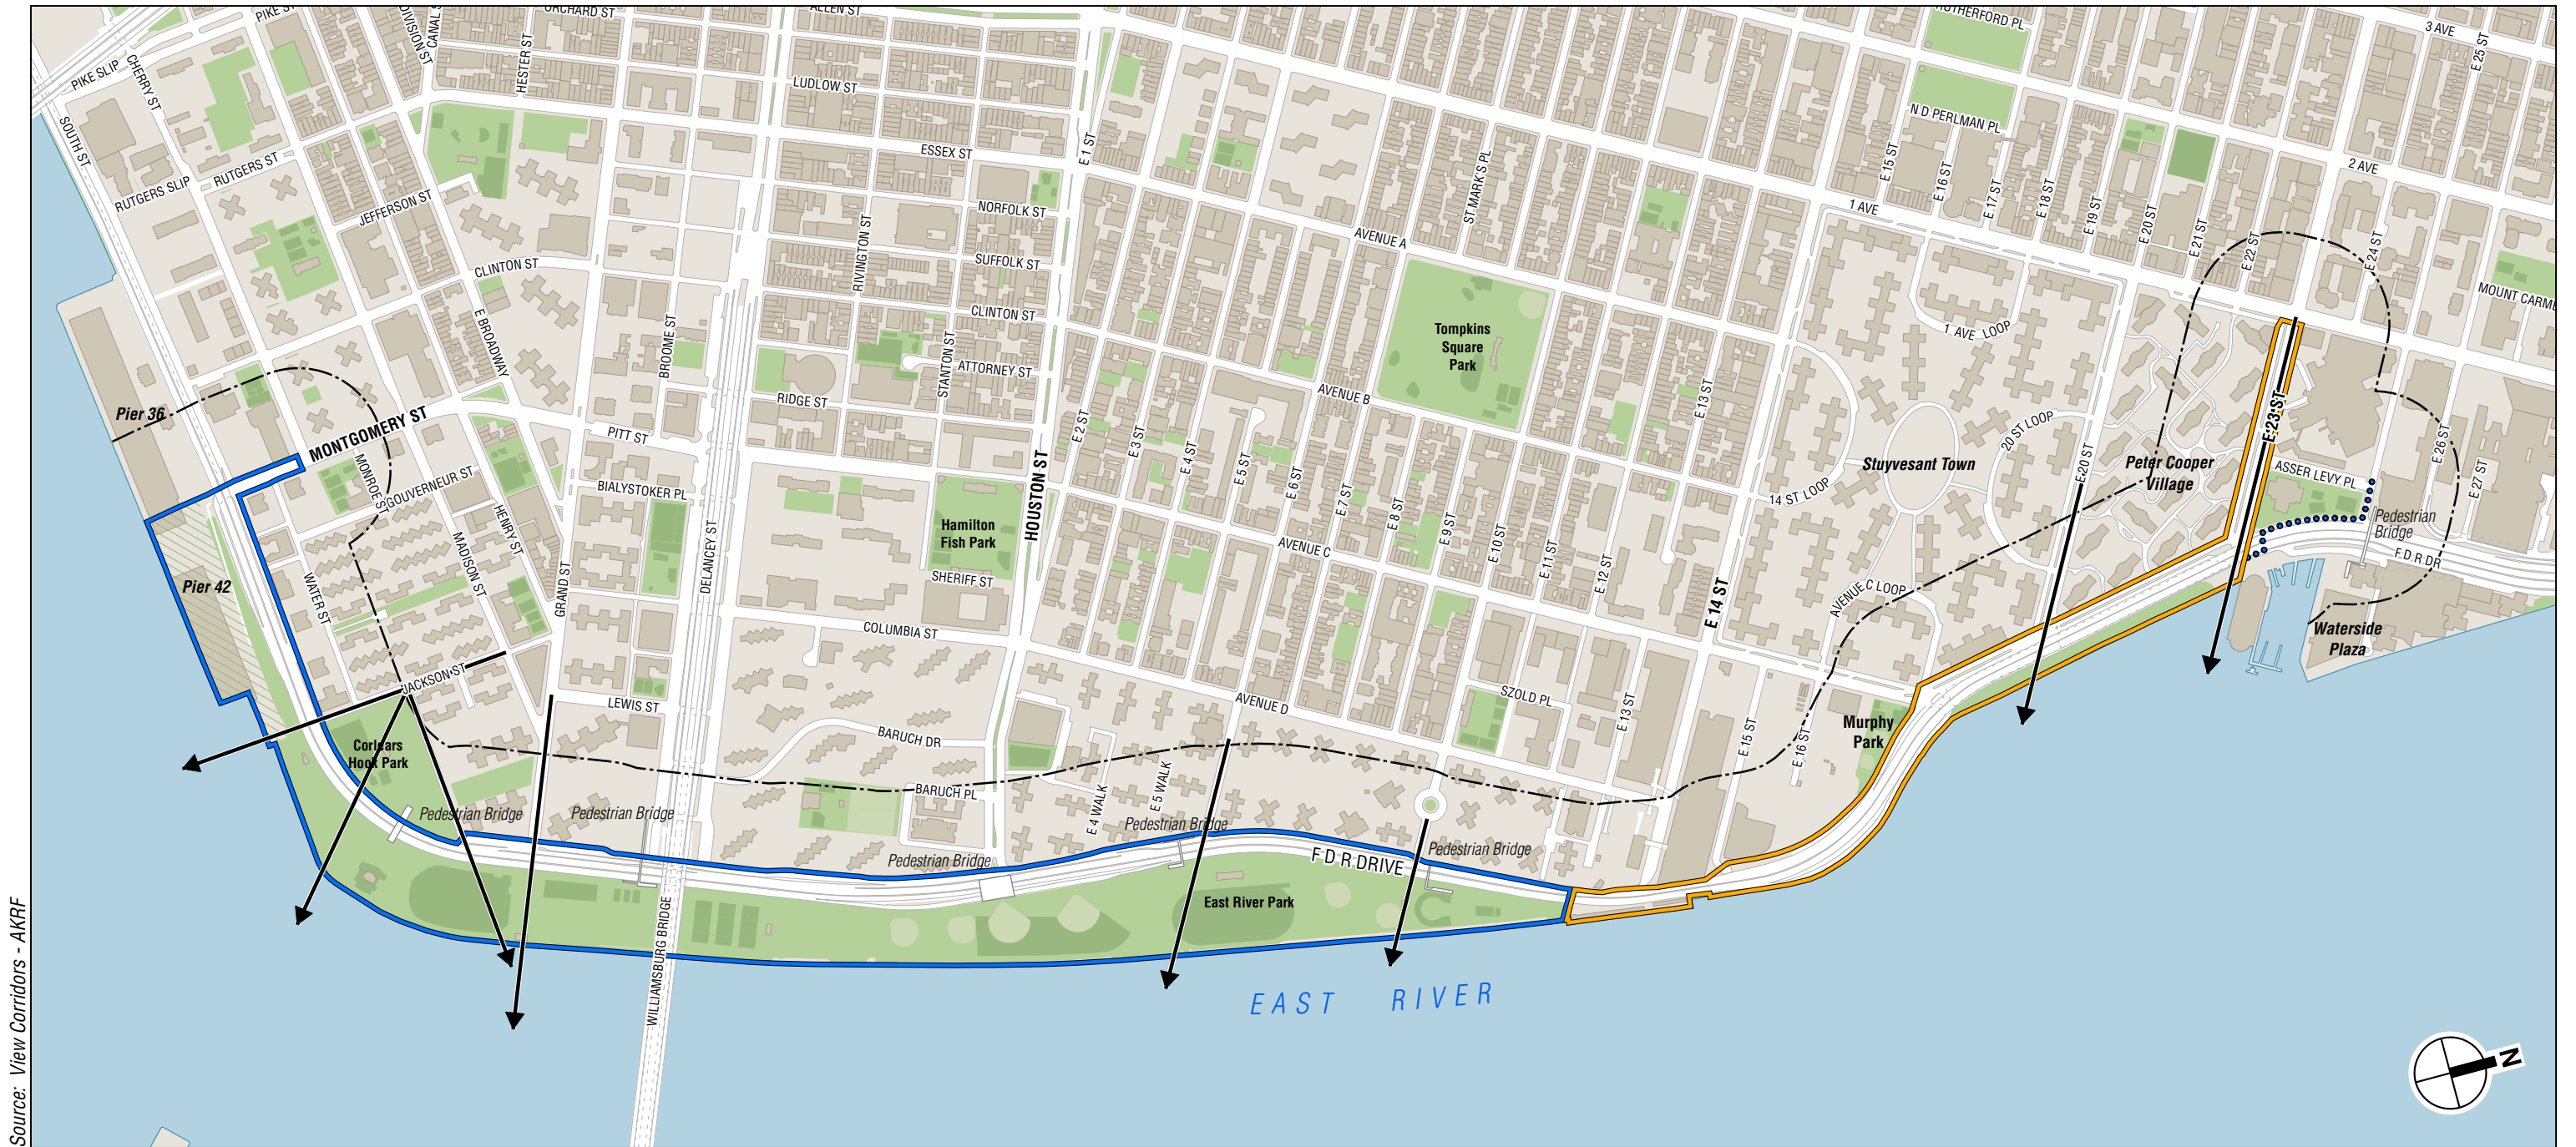 PIKE ST
DIVISION ST
CANAL S
ORCHARD ST
ALLEN ST
RUTHERFORD PL
3 AVE
E 25 ST
PIKE SLIP
CHERRY ST
HESTER ST
LUDLOW ST
SOUTH ST
N D PERLMAN PL
E 1 ST
ESSEX ST
RUTGERS ST
RUTGERS SLIP
JEFFERSON ST
NORFOLK ST
ST MARK'S PL
E 15 ST
E 16 ST
E 17 ST
E 18 ST
E 19 ST
E 20 ST
E 21 ST
E 22 ST
E 24 ST
2 AVE
1 AVE
AVENUE A
RIVINGTON ST
SUFFOLK ST
CLINTON ST
MOUNT CARME
E BROADWAY
BROOME ST
CLINTON ST
STANTON ST
ATTORNEY ST
Tompkins
Square
Park
1 AVE LOOP
Pier 36
MONTGOMERY ST
RIDGE ST
AVENUE B
E 13 ST
E 23 ST
PITT ST
E 2 ST
E 3 ST
E 4 ST
E 5 ST
E 6 ST
E 7 ST
E 8 ST
E 9 ST
E 10 ST
E 11 ST
E 12 ST
20 ST LOOP
E 20 ST
Stuyvesant Town
Peter Cooper
Village
ASSER LEVY PL
E 26 ST
E 27 ST
MONROE ST
GOUVERNEUR ST
BIALYSTOKER PL
HOUSTON ST
14 ST LOOP
HENRY ST
MADISON ST
Hamilton
Fish Park
AVENUE C
Pedestrian
Bridge
F D R DR
DELANCEY ST
SHERIFF ST
GRAND ST
Pier 42
WATER ST
E 14 ST
AVENUE C LOOP
COLUMBIA ST
Waterside
Plaza
JACKSON ST
LEWIS ST
AVENUE D
SZOLD PL
E 13 ST
E 15 ST
E 16 ST
Murphy
Park
Corlears
Hook Park
BARUCH DR
BARUCH PL
E 4 WALK
E 5 WALK
Pedestrian Bridge
Pedestrian Bridge
Pedestrian Bridge
Pedestrian Bridge
Pedestrian Bridge
F D R DRIVE
East River Park
WILLIAMSBURG BRIDGE
EAST RIVER
N
Source: View Corridors - AKRF